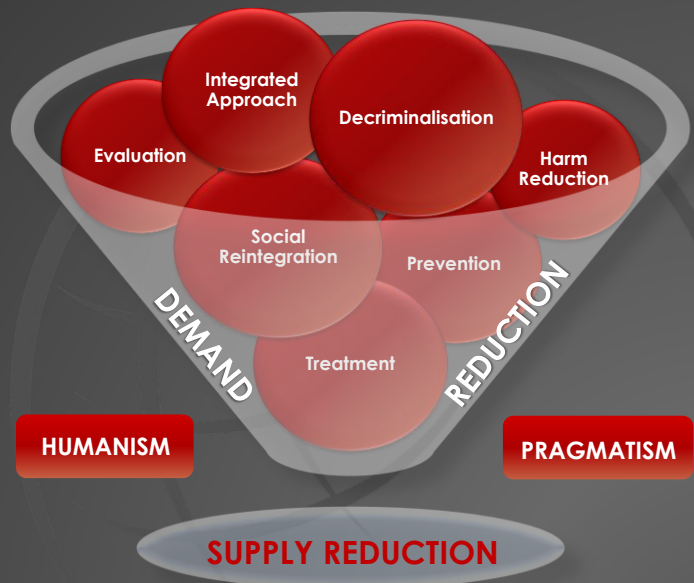 Integrated
Approach
Decriminalisation
Evaluation
Harm
Reduction
Social
Reintegration
Prevention
DEMAND
REDUCTION
Treatment
HUMANISM
PRAGMATISM
SUPPLY REDUCTION